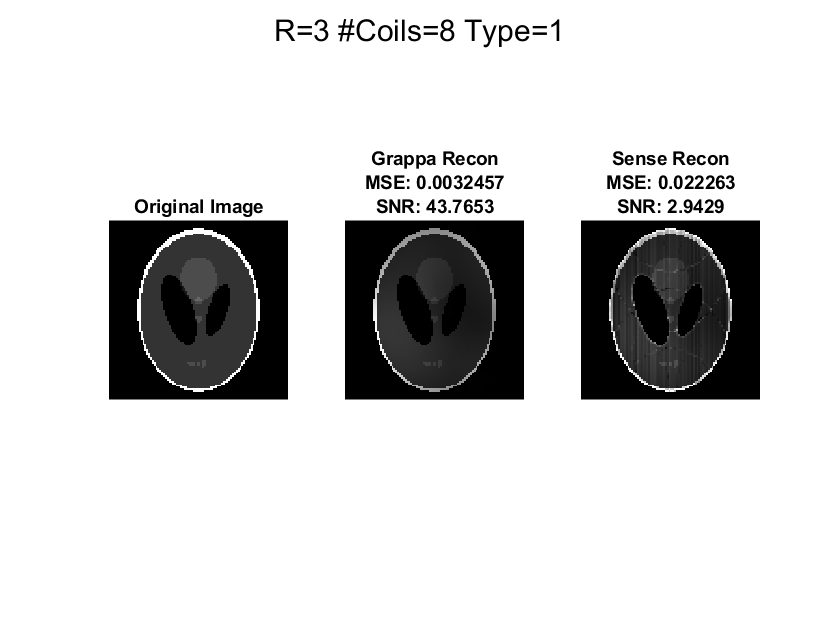 R=3 #Coils=8 Type=1
Original Image
Grappa Recon
MSE: 0.0032457
SNR: 43.7653
Sense Recon
MSE: 0.022263
SNR: 2.9429